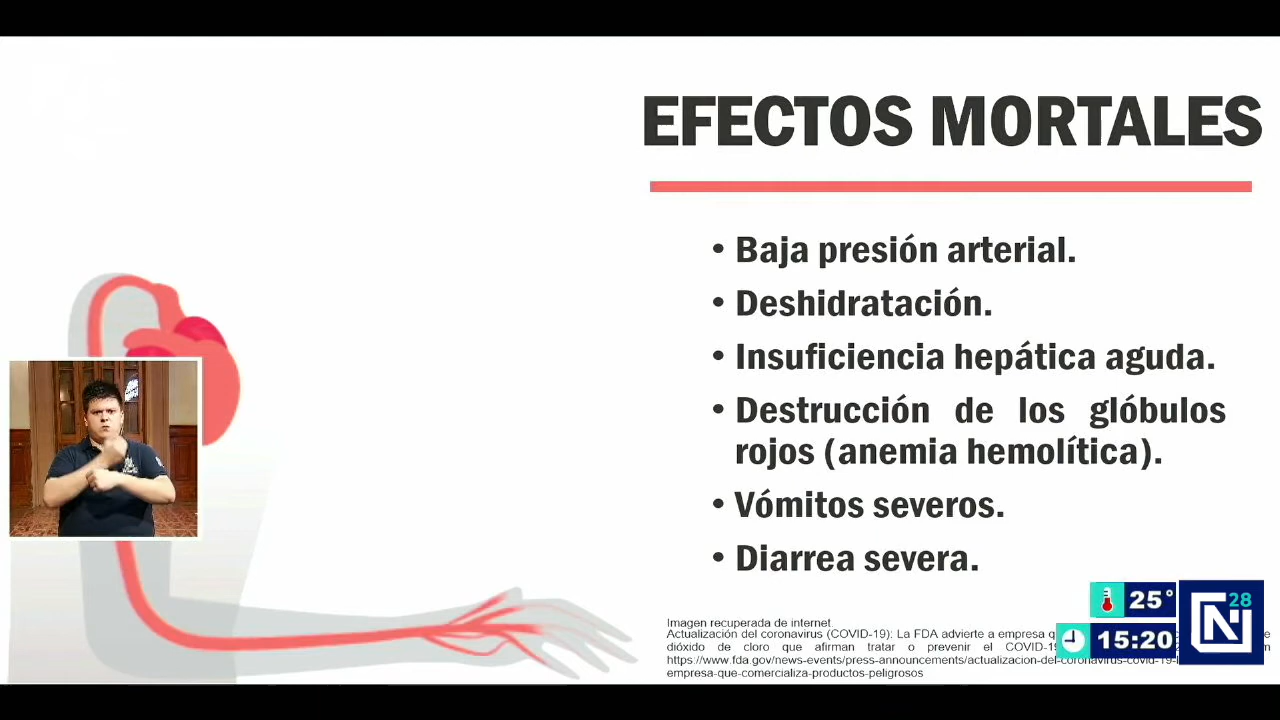 EFECTOS MORTALES
• Baja presión arterial.
• Deshidratación.
• Insuficiencia hepática aguda.
• Destrucción de los glóbulos
rojos (anemia hemolítica).
• Vómitos severos.
• Diarrea severa.
25°
28
CN
15:20
Imagen recuperada de internet
Actualización del coronavirus (COVID-19): La FDA advierte a empresa
dióxido de cloro que afirman tratar o prevenir el
https://www.fda.gov/news-events/press-announcements/actualizacion-del-coronavirus-covid-19-
empresa-que-comercializa-productos-peligrosos